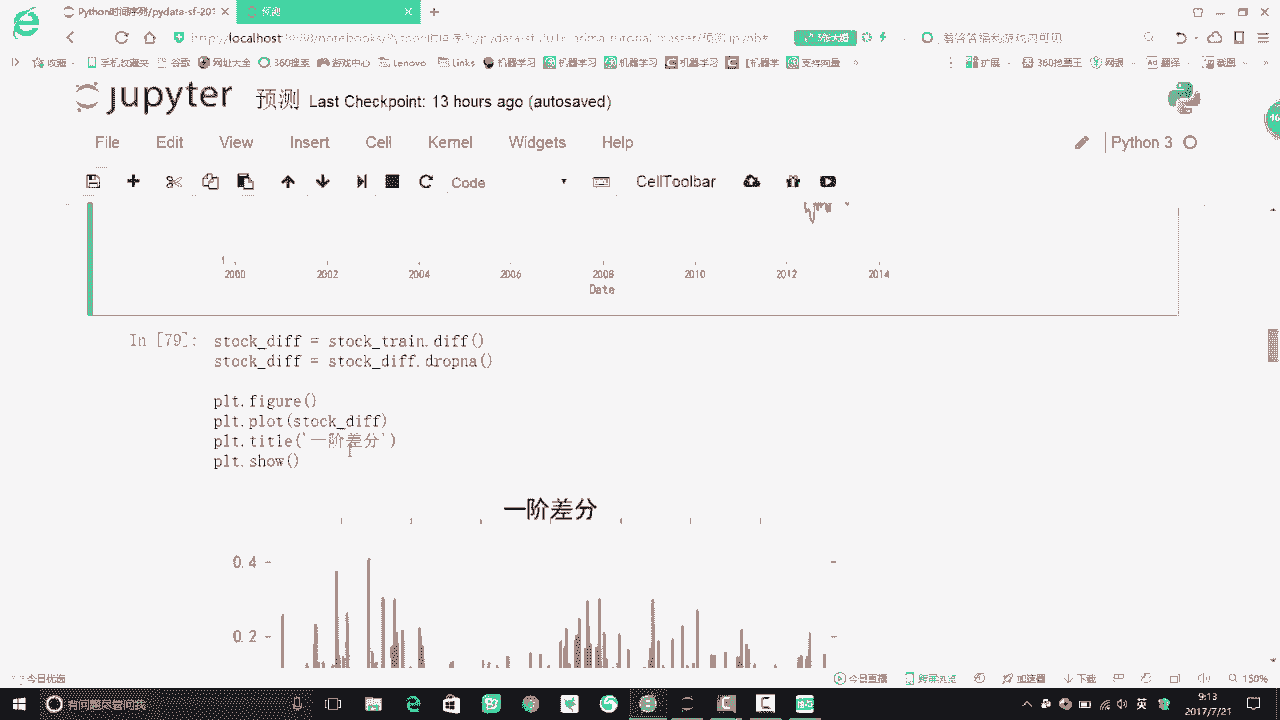 Python时间序列/pydata-sf-201
预测
localhost
收藏
手机收藏夹
谷歌
网址大全
360搜索
游戏中心
Lenovo
Links
机器学习
机器学习
机器学习
机器学习
[机器学
支持向量
扩展
360抢票王
网银
翻译
截图
jupyter 预测 Last Checkpoint: 13 hours ago (autosaved)
File Edit View Insert Cell Kernel Widgets Help
Python 3
Code
CellToolbar
2000 2002 2004 2006 2008 2010 2012 2014
Date
In [79]:
stock_diff = stock_train.diff()
stock_diff = stock_diff.dropna()
plt.figure()
plt.plot(stock_diff)
plt.title('一阶差分')
plt.show()
一阶差分
0.4
0.2
今日优选
今日直播
跨屏浏览
加速器
下载
150%
有问题尽管问我
英
9:13
2017/7/21